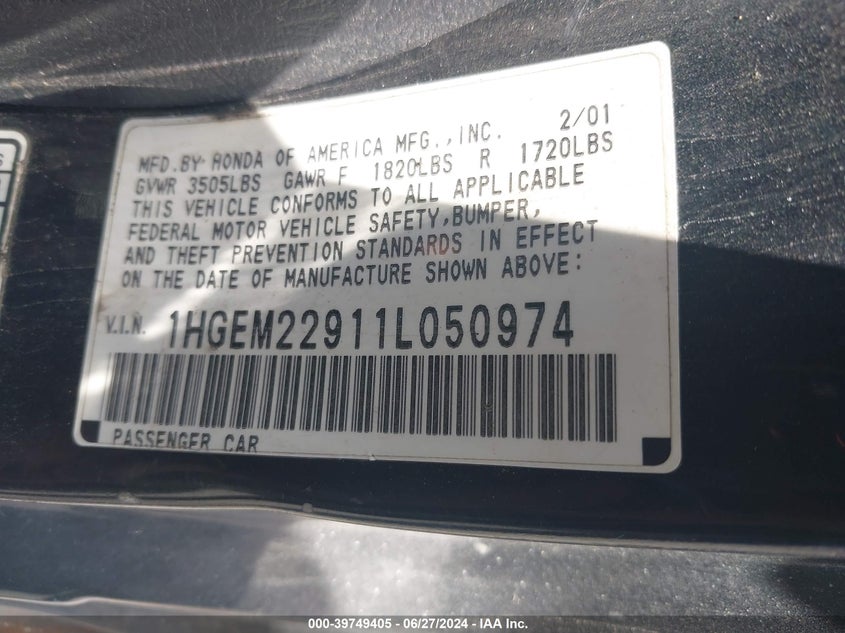 MFD.BY HONDA OF AMERICA MFG.,INC. 2/01
GVWR 3505LBS GAWR F 1820LBS R 1720LBS
THIS VEHICLE CONFORMS TO ALL APPLICABLE
FEDERAL MOTOR VEHICLE SAFETY,BUMPER,
AND THEFT PREVENTION STANDARDS IN EFFECT
ON THE DATE OF MANUFACTURE SHOWN ABOVE:
V.I.N. 1HGEM22911L050974
PASSENGER CAR
000-39749405 - 06/27/2024 - IAA Inc.